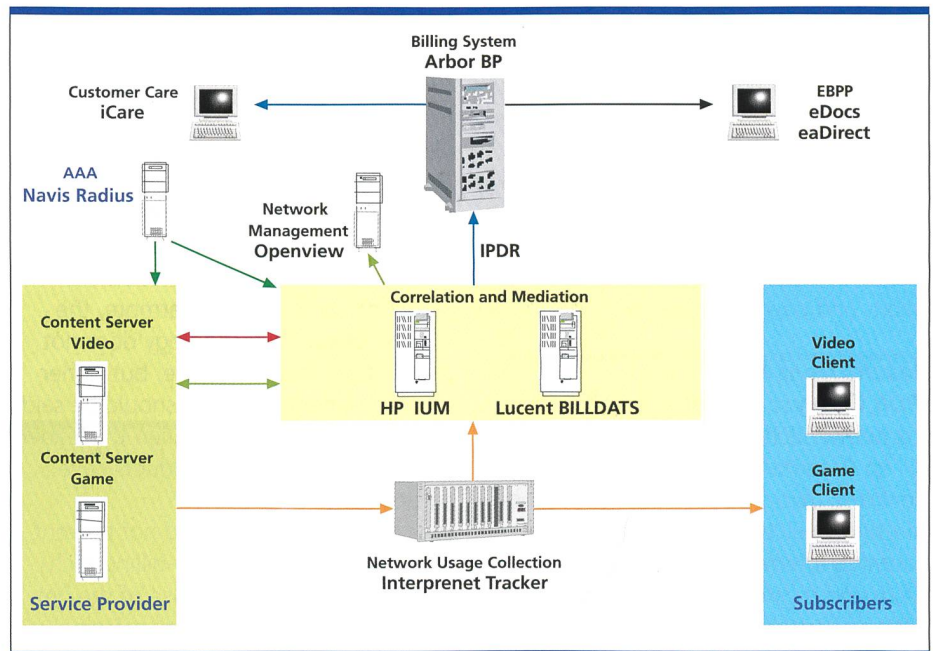 Billing System
Arbor BP
Customer Care
iCare
EBPP
eDocs
eaDirect
AAA
Navis Radius
Network
Management
Openview
IPDR
Correlation and Mediation
HP IUM
Lucent BILLDATS
Content Server
Video
Content Server
Game
Service Provider
Network Usage Collection
Interprenet Tracker
Video
Client
Game
Client
Subscribers